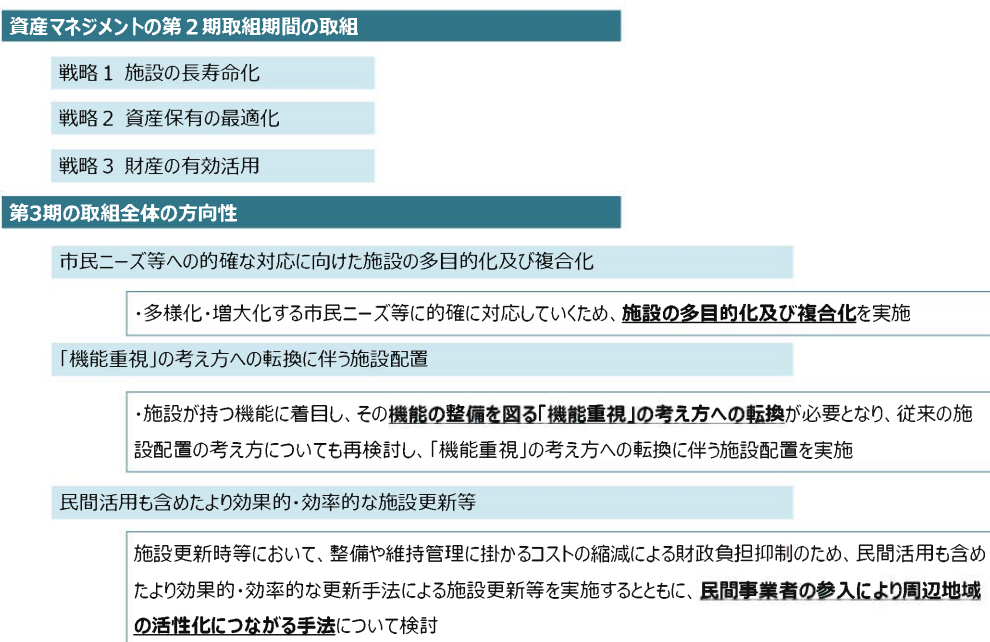 資産マネジメントの第２期取組期間の取組
戦略１ 施設の長寿命化
戦略２ 資産保有の最適化
戦略３ 財産の有効活用
第3期の取組全体の方向性
市民ニーズ等への的確な対応に向けた施設の多目的化及び複合化
・多様化・増大化する市民ニーズ等に的確に対応していくため、施設の多目的化及び複合化を実施
「機能重視」の考え方への転換に伴う施設配置
・施設が持つ機能に着目し、その機能の整備を図る「機能重視」の考え方への転換が必要となり、従来の施
設配置の考え方についても再検討し、「機能重視」の考え方への転換に伴う施設配置を実施
民間活用も含めたより効果的・効率的な施設更新等
施設更新時等において、整備や維持管理に掛かるコストの縮減による財政負担抑制のため、民間活用も含め
たより効果的・効率的な更新手法による施設更新等を実施するとともに、民間事業者の参入により周辺地域
の活性化につながる手法について検討